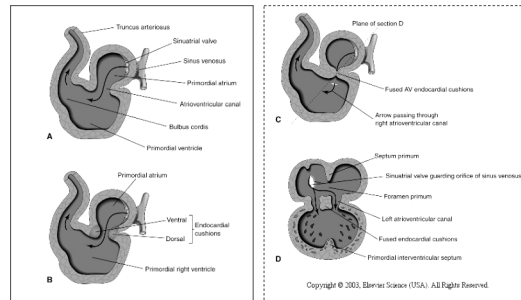 Truncus arteriosus
Sinuatrial valve
Sinus venosus
Primordial atrium
Atrioventricular canal
Bulbus cordis
A
Primordial ventricle
Primordial atrium
Ventral
Dorsal
Endocardial
cushions
Primordial right ventricle
B
Plane of section D
Fused AV endocardial cushions
Arrow passing through
right atrioventricular canal
C
Septum primum
Sinuatrial valve guarding orifice of sinus venosus
Foramen primum
Left atrioventricular canal
Fused endocardial cushions
Primordial interventricular septum
D
Copyright © 2003, Elsevier Science (USA). All Rights Reserved.